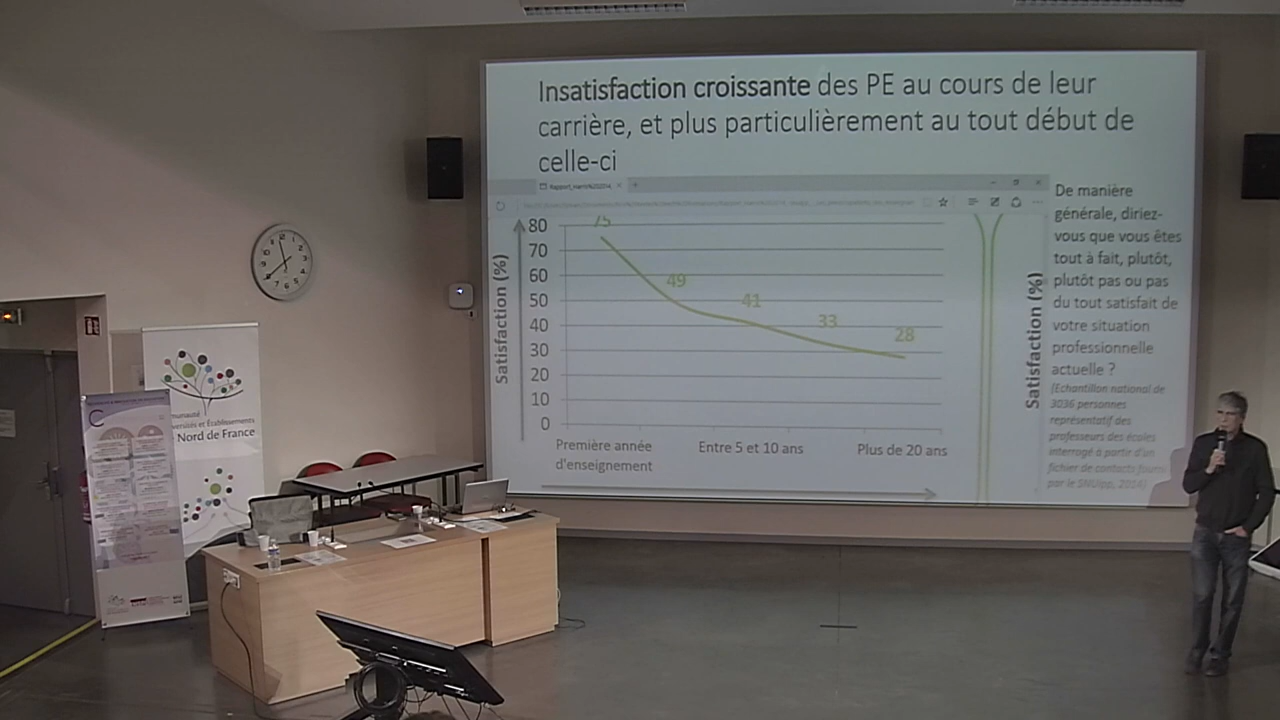 Insatisfaction croissante des PE au cours de leur
carrière, et plus particulièrement au tout début de
celle-ci
De manière
générale, diriez-
vous que vous êtes
tout à fait, plutôt,
plutôt pas ou pas
du tout satisfait de
votre situation
professionnelle
actuelle ?
(Echantillon national de
3036 personnes
représentatif des
professeurs des écoles
interrogé à partir d'un
fichier de contacts fourni
par le SNUipp, 2014)
Satisfaction (%)
80
70
60
50
40
30
20
10
0
75
49
41
33
28
Première année
d'enseignement
Entre 5 et 10 ans
Plus de 20 ans
Satisfaction (%)
Nord de France